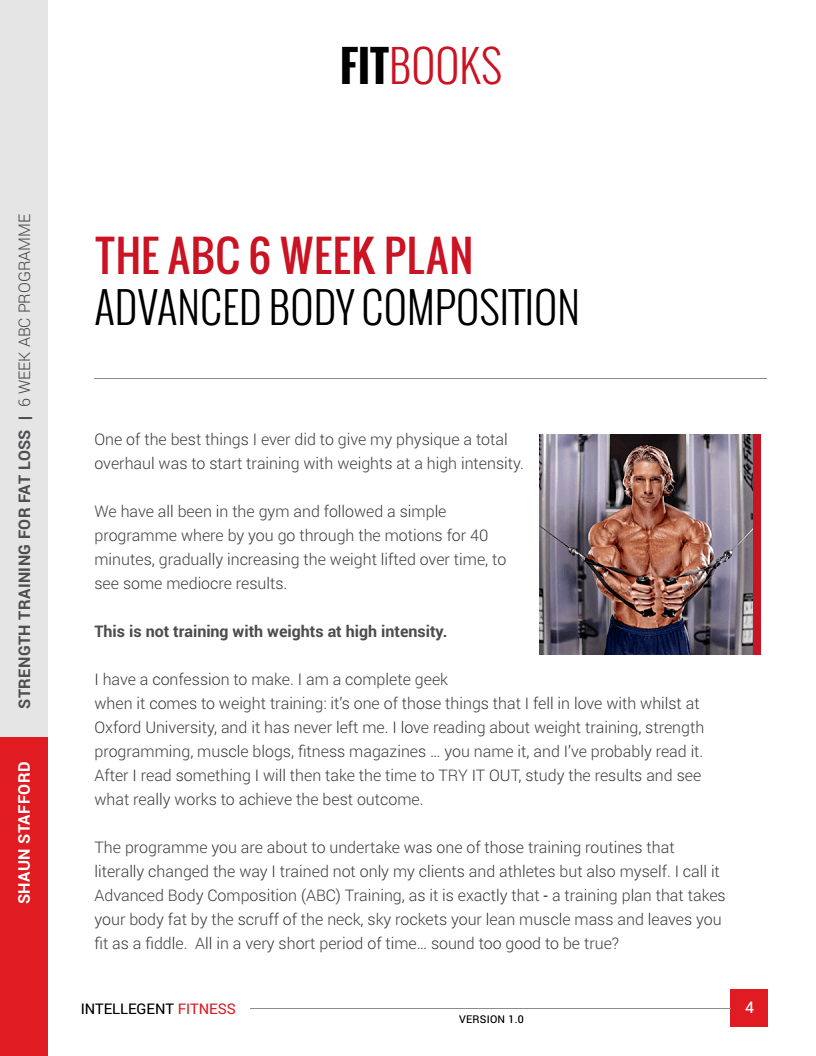 FITBOOKS
THE ABC 6 WEEK PLAN
ADVANCED BODY COMPOSITION
One of the best things I ever did to give my physique a total
overhaul was to start training with weights at a high intensity.
We have all been in the gym and followed a simple
programme where by you go through the motions for 40
minutes, gradually increasing the weight lifted over time, to
see some mediocre results.
This is not training with weights at high intensity.
I have a confession to make. I am a complete geek
when it comes to weight training: it's one of those things that I fell in love with whilst at
Oxford University, and it has never left me. I love reading about weight training, strength
programming, muscle blogs, fitness magazines … you name it, and I've probably read it.
After I read something I will then take the time to TRY IT OUT, study the results and see
what really works to achieve the best outcome.
The programme you are about to undertake was one of those training routines that
literally changed the way I trained not only my clients and athletes but also myself. I call it
Advanced Body Composition (ABC) Training, as it is exactly that - a training plan that takes
your body fat by the scruff of the neck, sky rockets your lean muscle mass and leaves you
fit as a fiddle.  All in a very short period of time… sound too good to be true?
STRENGTH TRAINING FOR FAT LOSS | 6 WEEK ABC PROGRAMME
SHAUN STAFFORD
INTELLEGENT FITNESS
VERSION 1.0
4